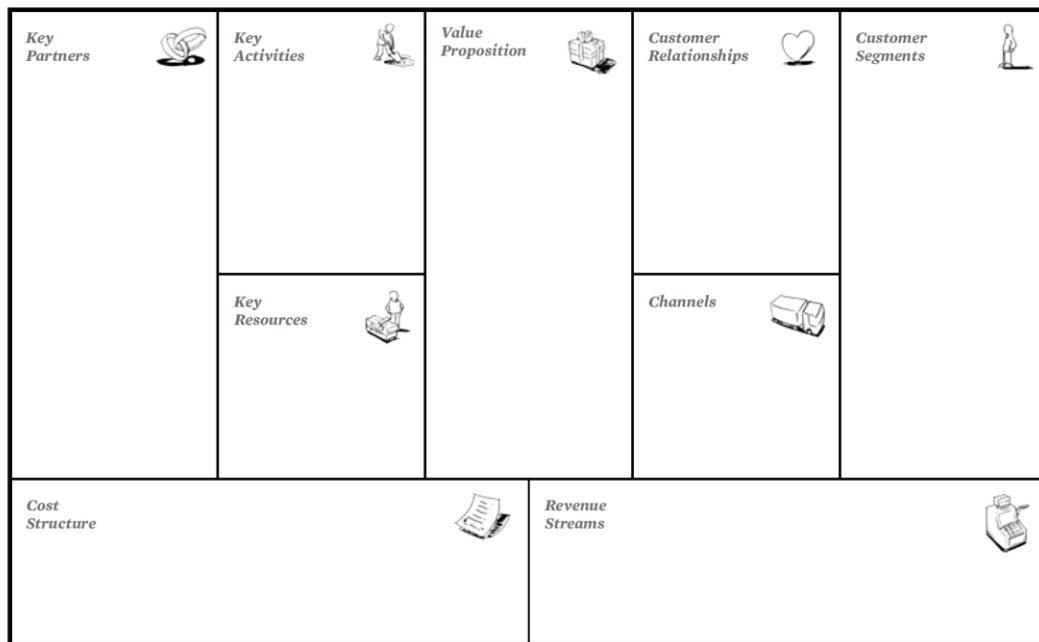 Key
Partners
Key
Activities
Value
Proposition
Customer
Relationships
Customer
Segments
Key
Resources
Channels
Cost
Structure
Revenue
Streams